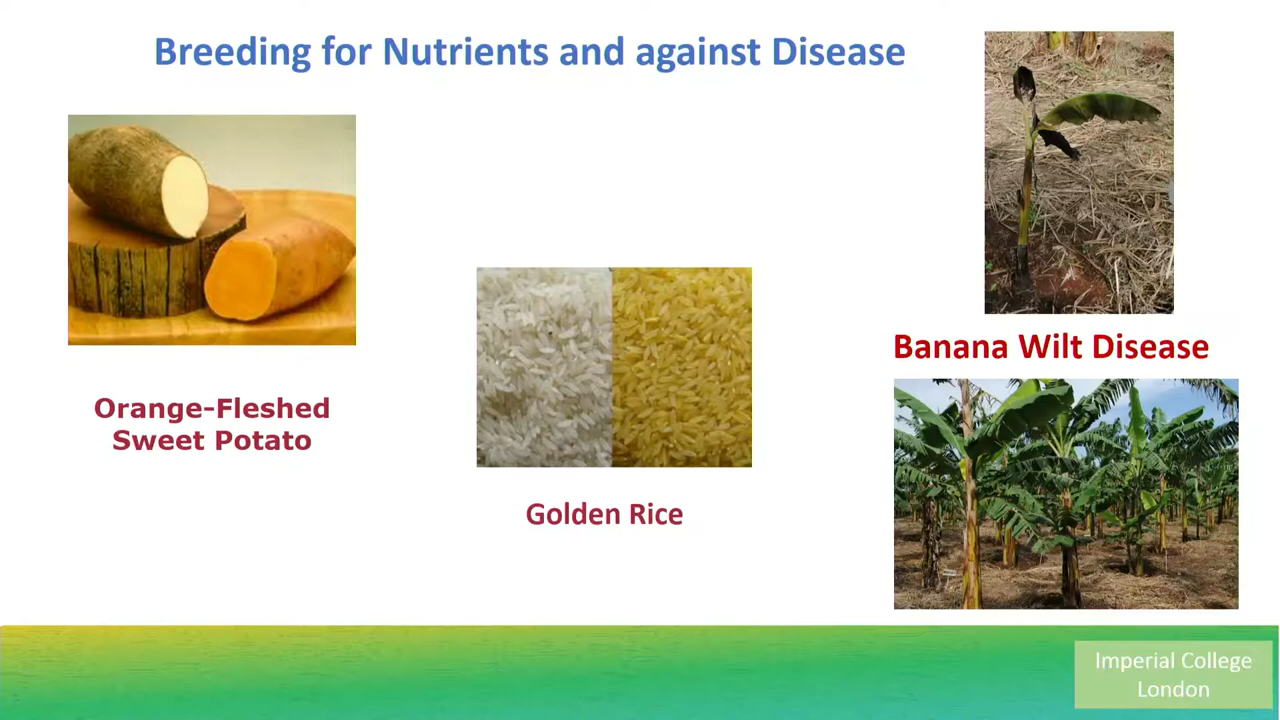 Breeding for Nutrients and against Disease
Orange-Fleshed
Sweet Potato
Golden Rice
Banana Wilt Disease
Imperial College
London